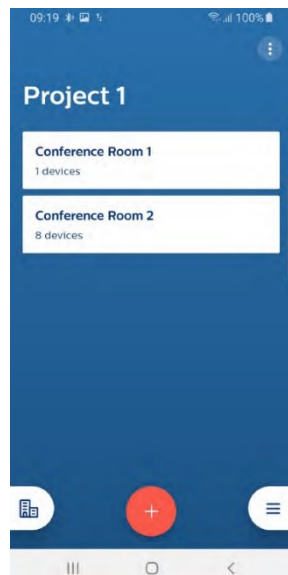 09:19 100%
Project 1
Conference Room 1
1 devices
Conference Room 2
8 devices